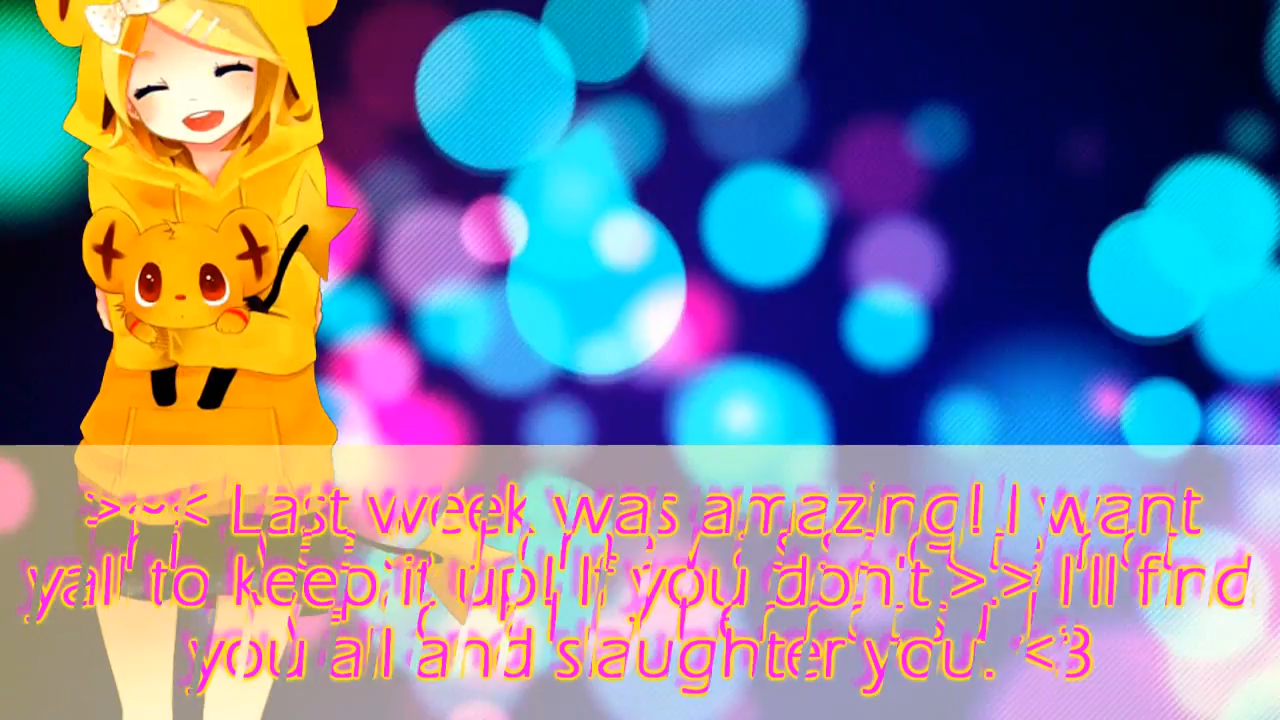 >~< Last week was amazing! I want
yall to keep it up! If you don't >.> I'll find
you all and slaughter you. <3